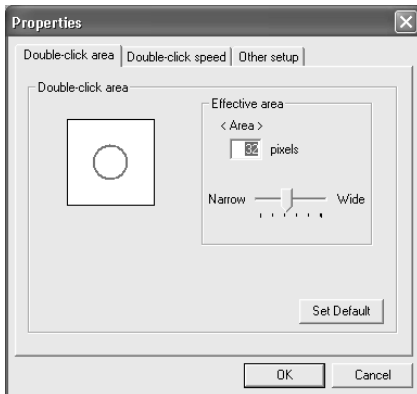 Properties
Double-click area
Double-click speed
Other setup
Double-click area
Effective area
< Area >
32 pixels
Narrow
Wide
Set Default
OK
Cancel